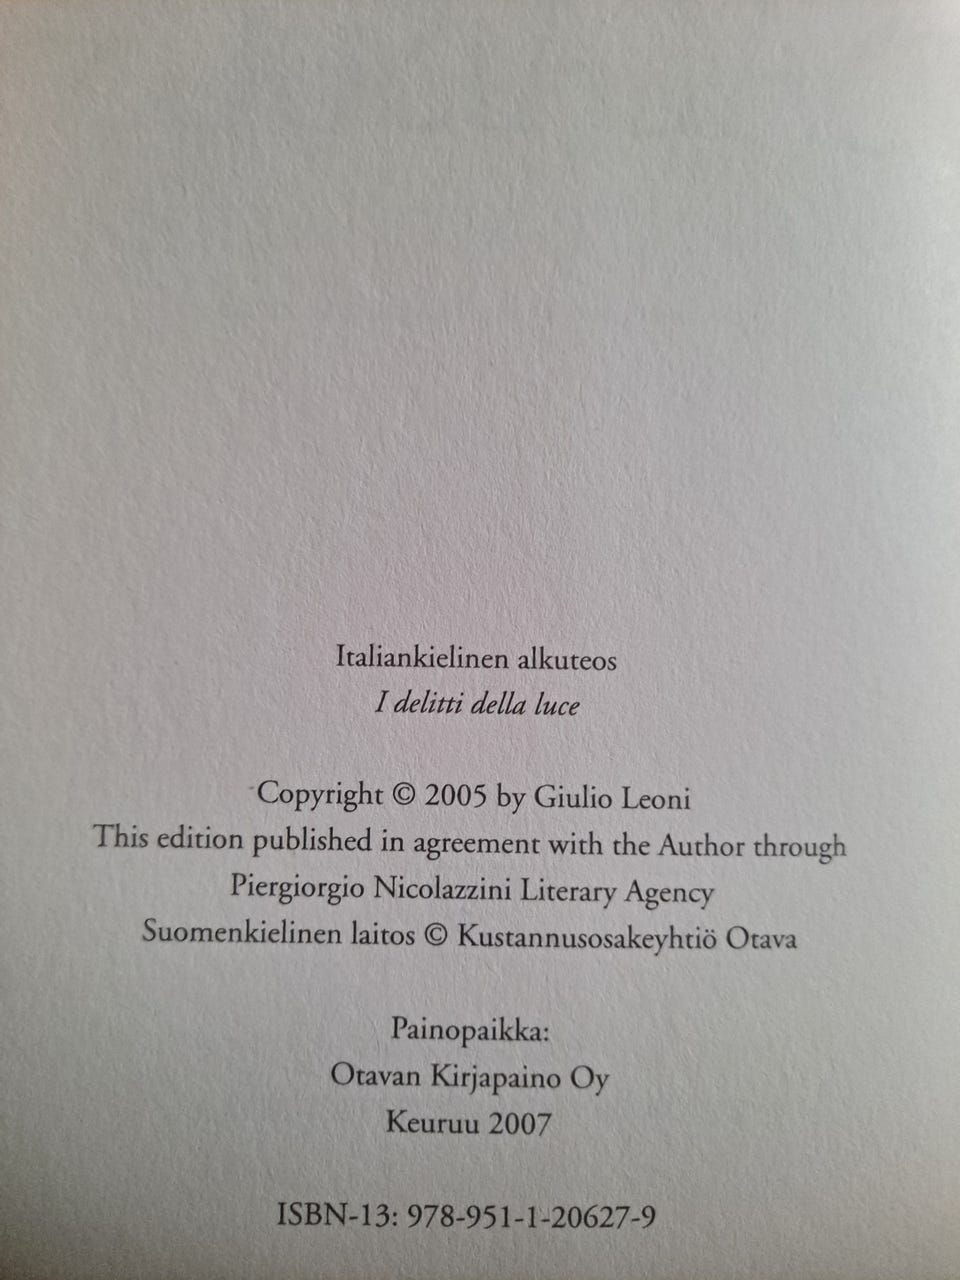 Italiankielinen alkuteos
I delitti della luce
Copyright © 2005 by Giulio Leoni
This edition published in agreement with the Author through
Piergiorgio Nicolazzini Literary Agency
Suomenkielinen laitos © Kustannusosakeyhtiö Otava
Painopaikka:
Otavan Kirjapaino Oy
Keuruu 2007
ISBN-13: 978-951-1-20627-9